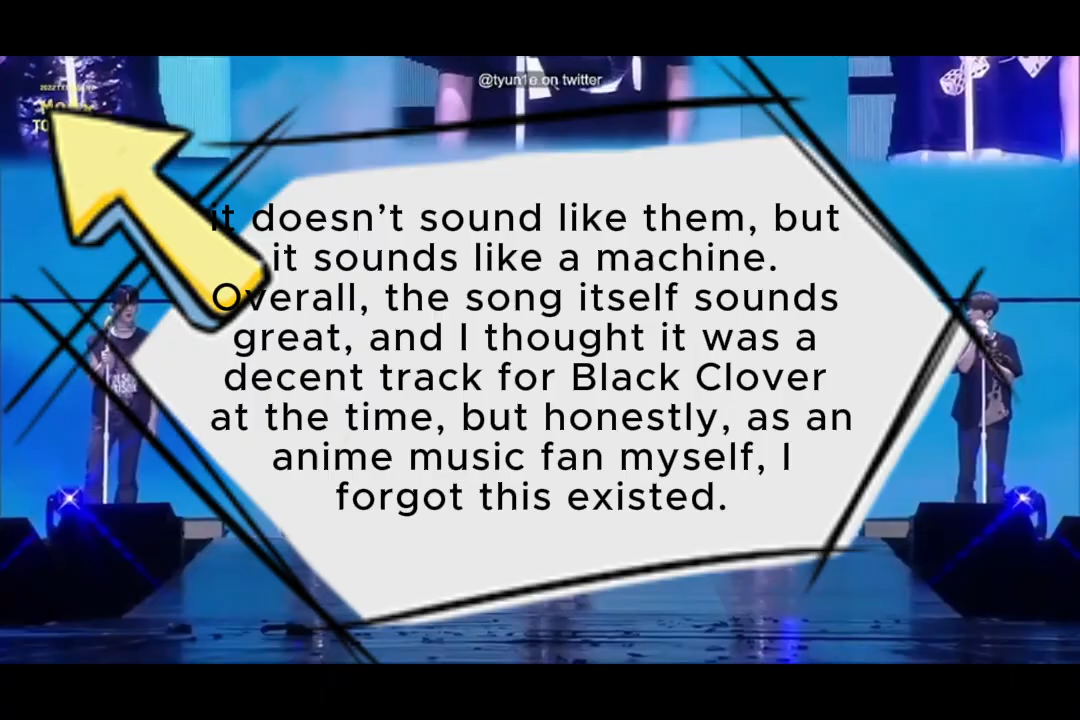 @tyun1e on twitter
it doesn’t sound like them, but
it sounds like a machine.
Overall, the song itself sounds
great, and I thought it was a
decent track for Black Clover
at the time, but honestly, as an
anime music fan myself, I
forgot this existed.